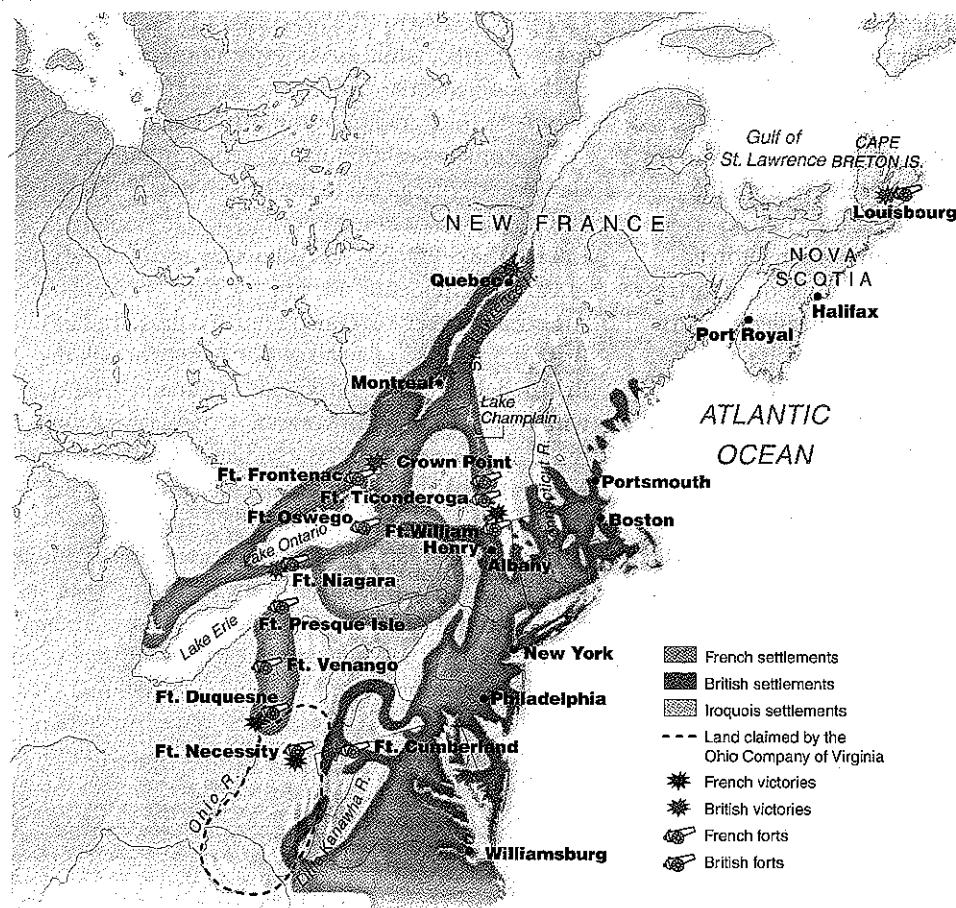 Gulf of
St. Lawrence
CAPE
BRETON IS.
Louisbourg
NEW FRANCE
NOVA
SCOTIA
Quebec
Halifax
Port Royal
Montreal
Lake
Champlain
ATLANTIC
OCEAN
Crown Point
Ft. Frontenac
Ft. Ticonderoga
Portsmouth
Ft. Oswego
Ft. William
Henry
Connecticut R.
Boston
Lake Ontario
Albany
Ft. Niagara
Ft. Presque Isle
Lake Erie
New York
Ft. Venango
Ft. Duquesne
Philadelphia
Ft. Necessity
Ft. Cumberland
Ohio R.
Kanawha R.
Williamsburg
French settlements
British settlements
Iroquois settlements
Land claimed by the
Ohio Company of Virginia
French victories
British victories
French forts
British forts